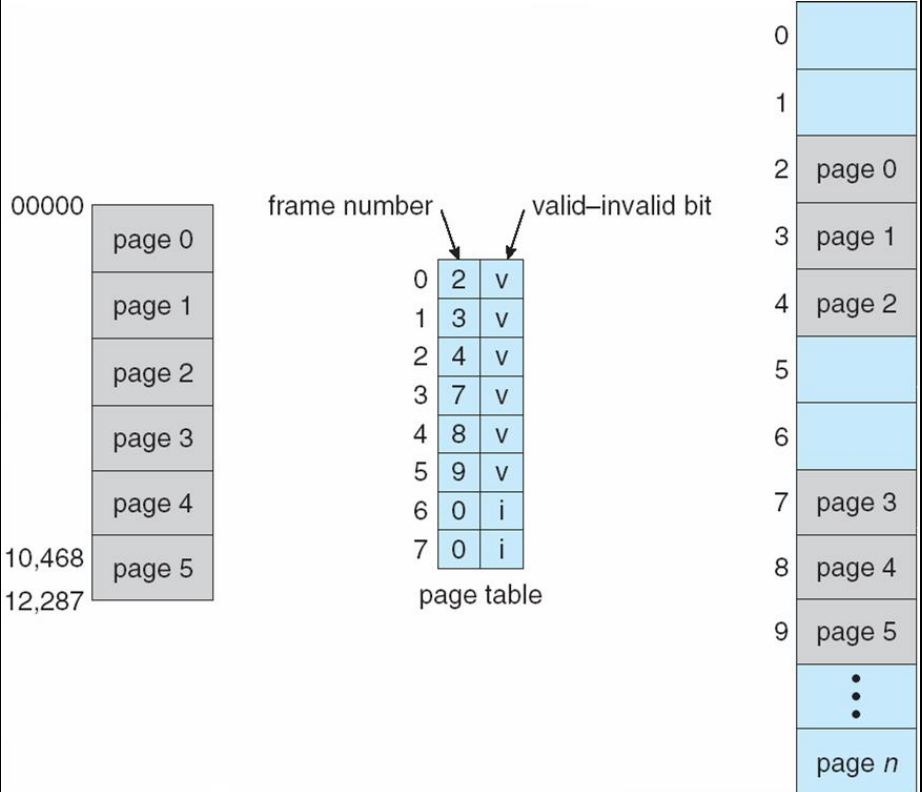 00000
page 0
page 1
page 2
page 3
page 4
10,468
page 5
12,287
frame number
valid–invalid bit
0 2 v
1 3 v
2 4 v
3 7 v
4 8 v
5 9 v
6 0 i
7 0 i
page table
0
1
2 page 0
3 page 1
4 page 2
5
6
7 page 3
8 page 4
9 page 5
page n